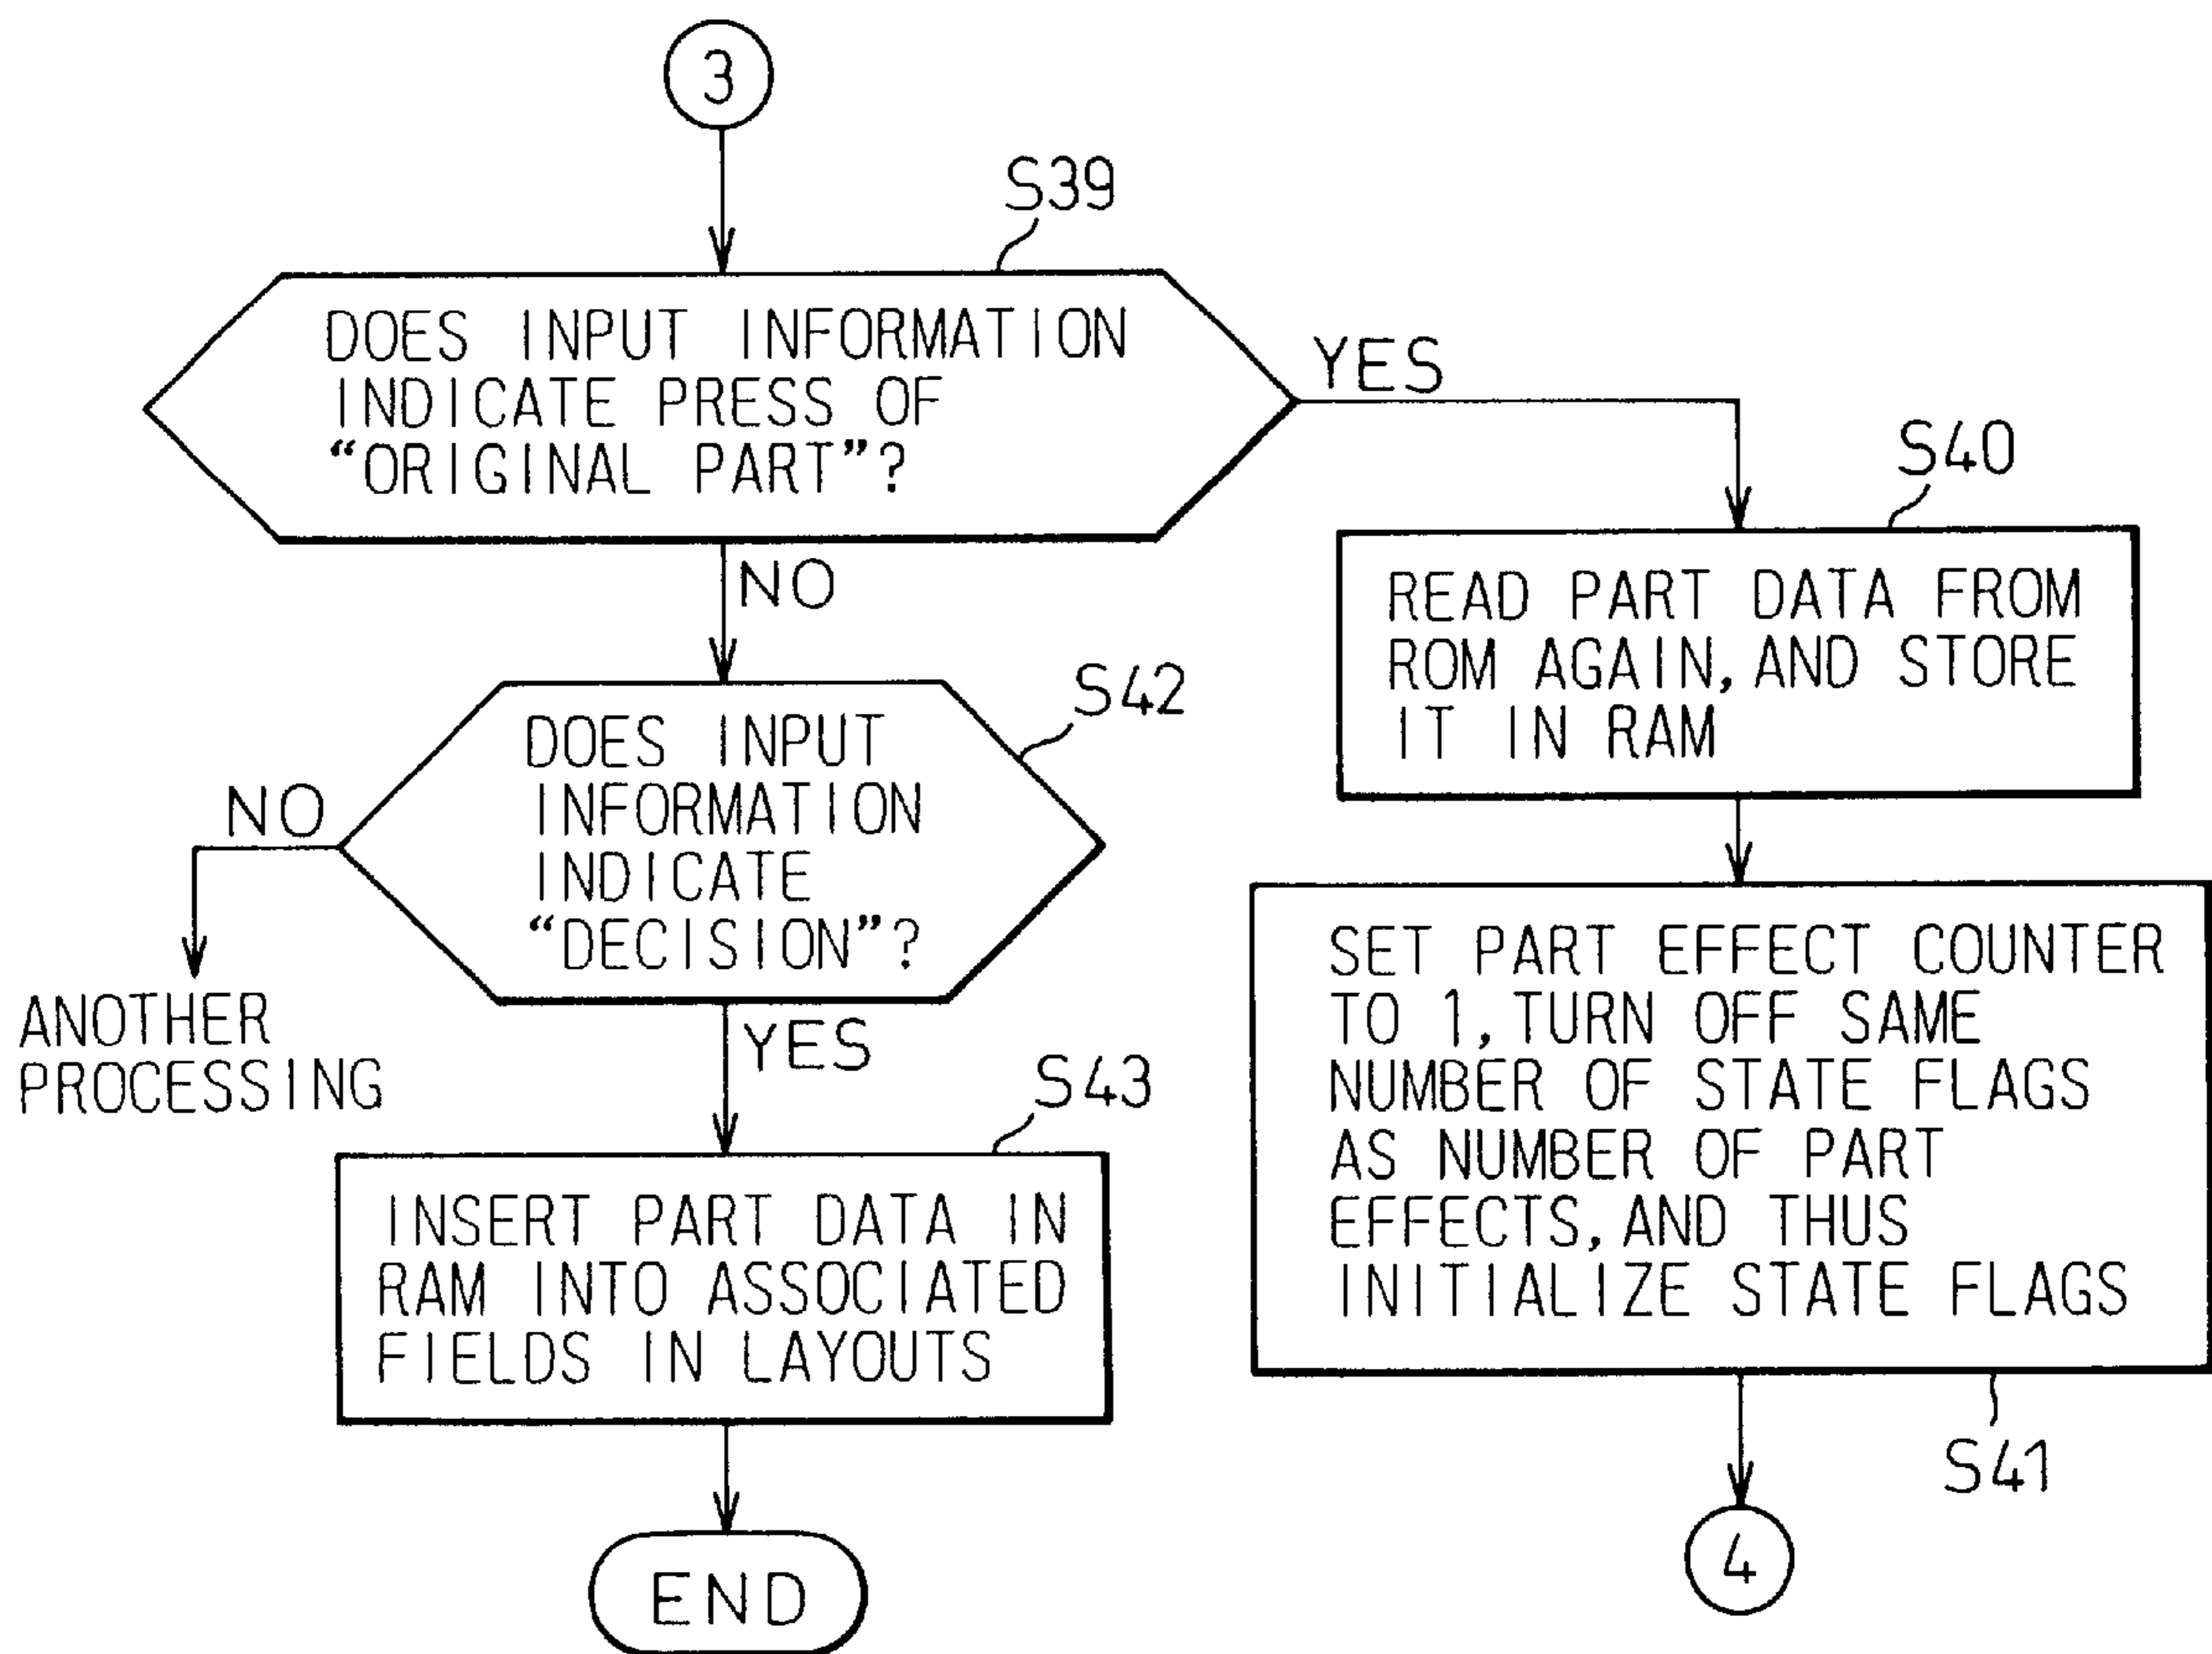 3
S39
DOES INPUT INFORMATION
INDICATE PRESS OF
“ORIGINAL PART”?
YES
NO
S40
READ PART DATA FROM
ROM AGAIN, AND STORE
IT IN RAM
S42
DOES INPUT
INFORMATION
INDICATE
“DECISION”?
NO
ANOTHER
PROCESSING
YES
SET PART EFFECT COUNTER
TO 1, TURN OFF SAME
NUMBER OF STATE FLAGS
AS NUMBER OF PART
EFFECTS, AND THUS
INITIALIZE STATE FLAGS
S41
S43
INSERT PART DATA IN
RAM INTO ASSOCIATED
FIELDS IN LAYOUTS
END
4